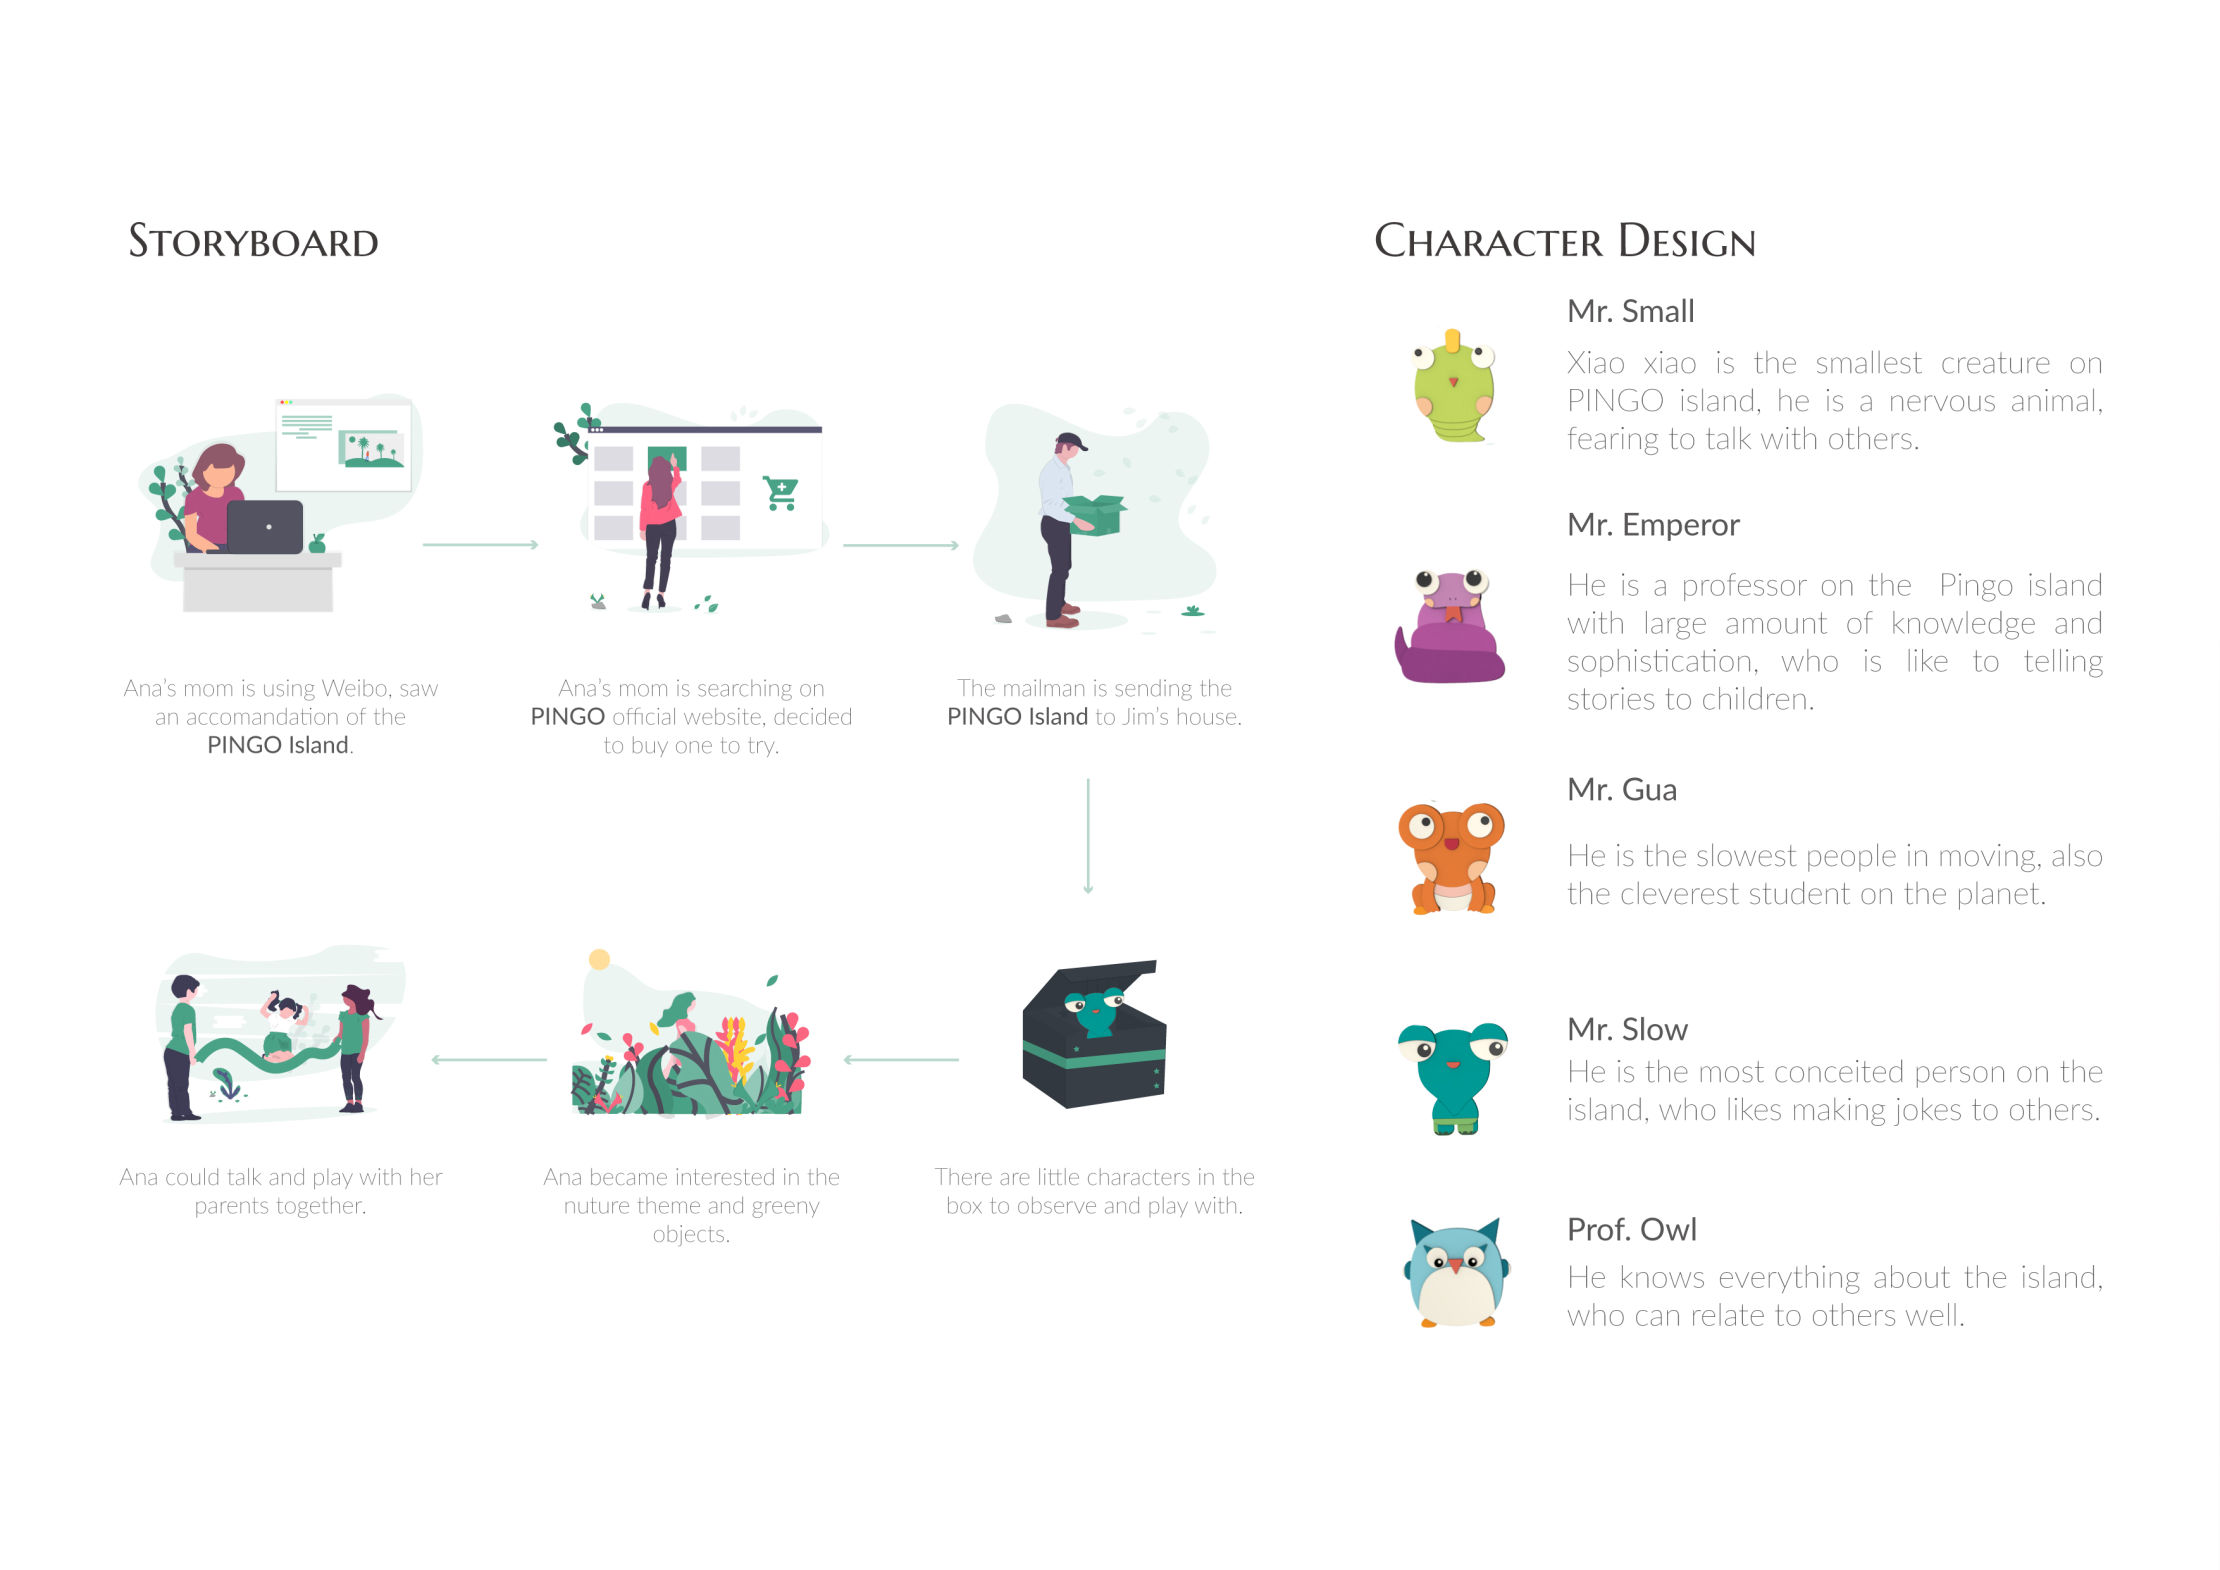 STORYBOARD
Ana's mom is using Weibo, saw
an accomandation of the
PINGO Island.
Ana's mom is searching on
PINGO official website, decided
to buy one to try.
The mailman is sending the
PINGO Island to Jim's house.
There are little characters in the
box to observe and play with.
Ana became interested in the
nuture theme and greeny
objects.
Ana could talk and play with her
parents together.
CHARACTER DESIGN
Mr. Small
Xiao xiao is the smallest creature on
PINGO island, he is a nervous animal,
fearing to talk with others.
Mr. Emperor
He is a professor on the Pingo island
with large amount of knowledge and
sophistication, who is like to telling
stories to children.
Mr. Gua
He is the slowest people in moving, also
the cleverest student on the planet.
Mr. Slow
He is the most conceited person on the
island, who likes making jokes to others.
Prof. Owl
He knows everything about the island,
who can relate to others well.